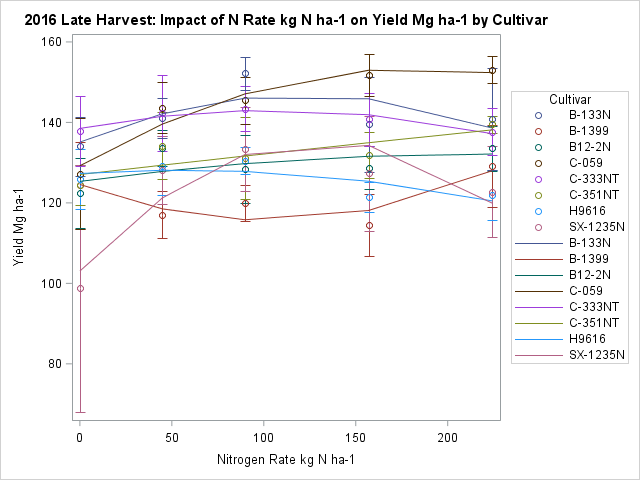 2016 Late Harvest: Impact of N Rate kg N ha-1 on Yield Mg ha-1 by Cultivar
160
140
120
100
80
Yield Mg ha-1
0 50 100 150 200
Nitrogen Rate kg N ha-1
Cultivar
B-133N
B-1399
B12-2N
C-059
C-333NT
C-351NT
H9616
SX-1235N
B-133N
B-1399
B12-2N
C-059
C-333NT
C-351NT
H9616
SX-1235N